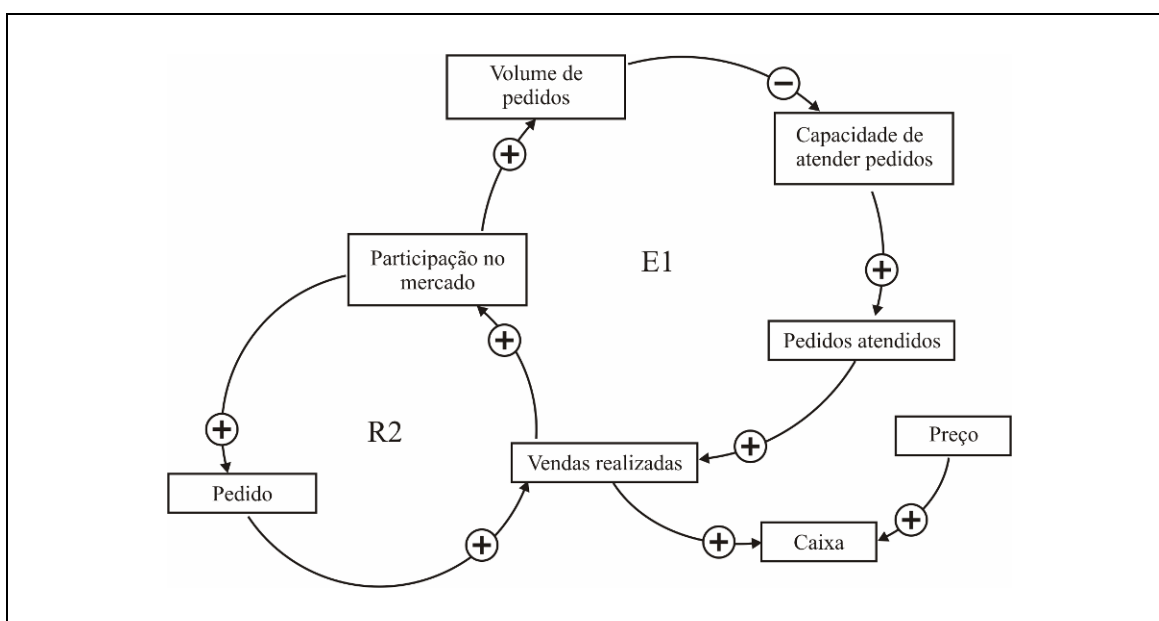 Volume de
pedidos
−
Capacidade de
atender pedidos
+
+
Participação no
mercado
E1
+
Pedidos atendidos
+
+
R2
Preço
Vendas realizadas
+
Pedido
+
+
+
Caixa